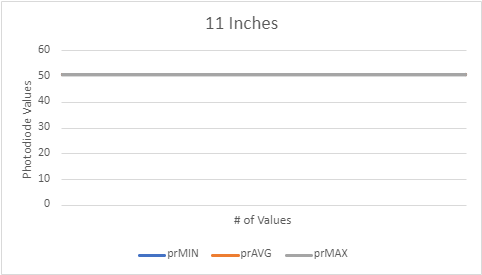 11 Inches
60
50
40
30
20
10
0
Photodiode Values
# of Values
prMIN prAVG prMAX